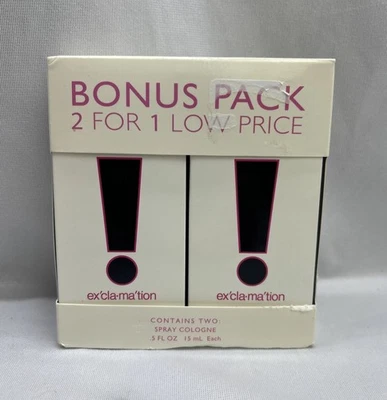 BONUS PACK
2 FOR 1 LOW PRICE
! !
ex'cla·ma'tion ex'cla·ma'tion
CONTAINS TWO:
SPRAY COLOGNE
.5 FL OZ 15 mL Each